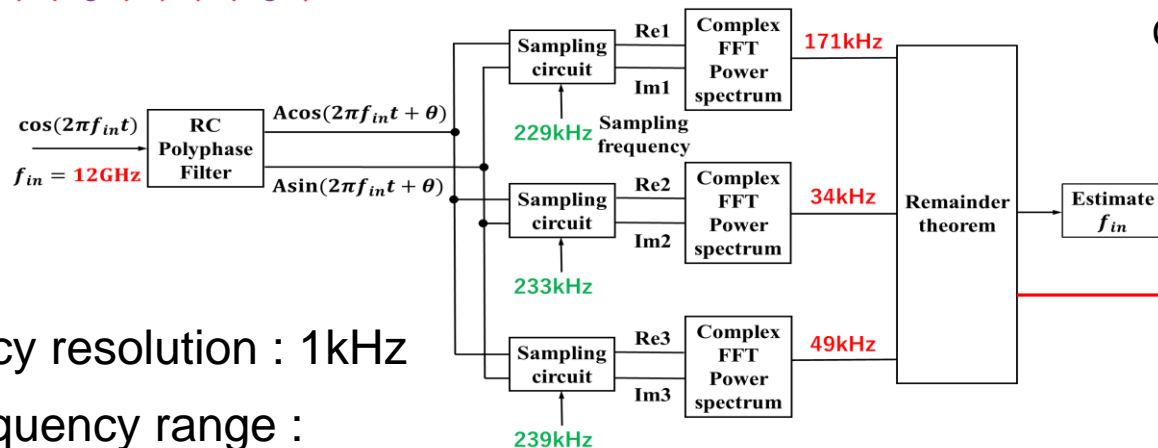 cos(2πf_in t)
f_in = 12GHz
RC
Polyphase
Filter
Acos(2πf_in t + θ)
Asin(2πf_in t + θ)
Sampling
circuit
229kHz
Sampling
frequency
Re1
Im1
Complex
FFT
Power
spectrum
171kHz
Sampling
circuit
233kHz
Re2
Im2
Complex
FFT
Power
spectrum
34kHz
Sampling
circuit
239kHz
Re3
Im3
Complex
FFT
Power
spectrum
49kHz
Remainder
theorem
Estimate
f_in
cy resolution : 1kHz
quency range :